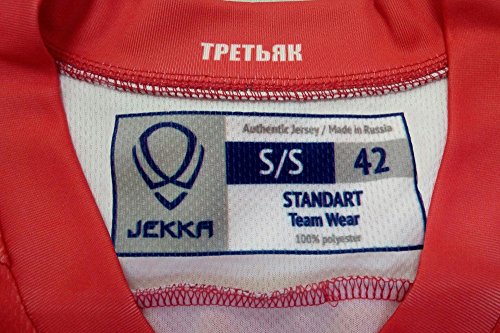 ТРЕТЬЯК
Authentic Jersey / Made in Russia
S/S 42
STANDART
Team Wear
100% polyester
JEKKA